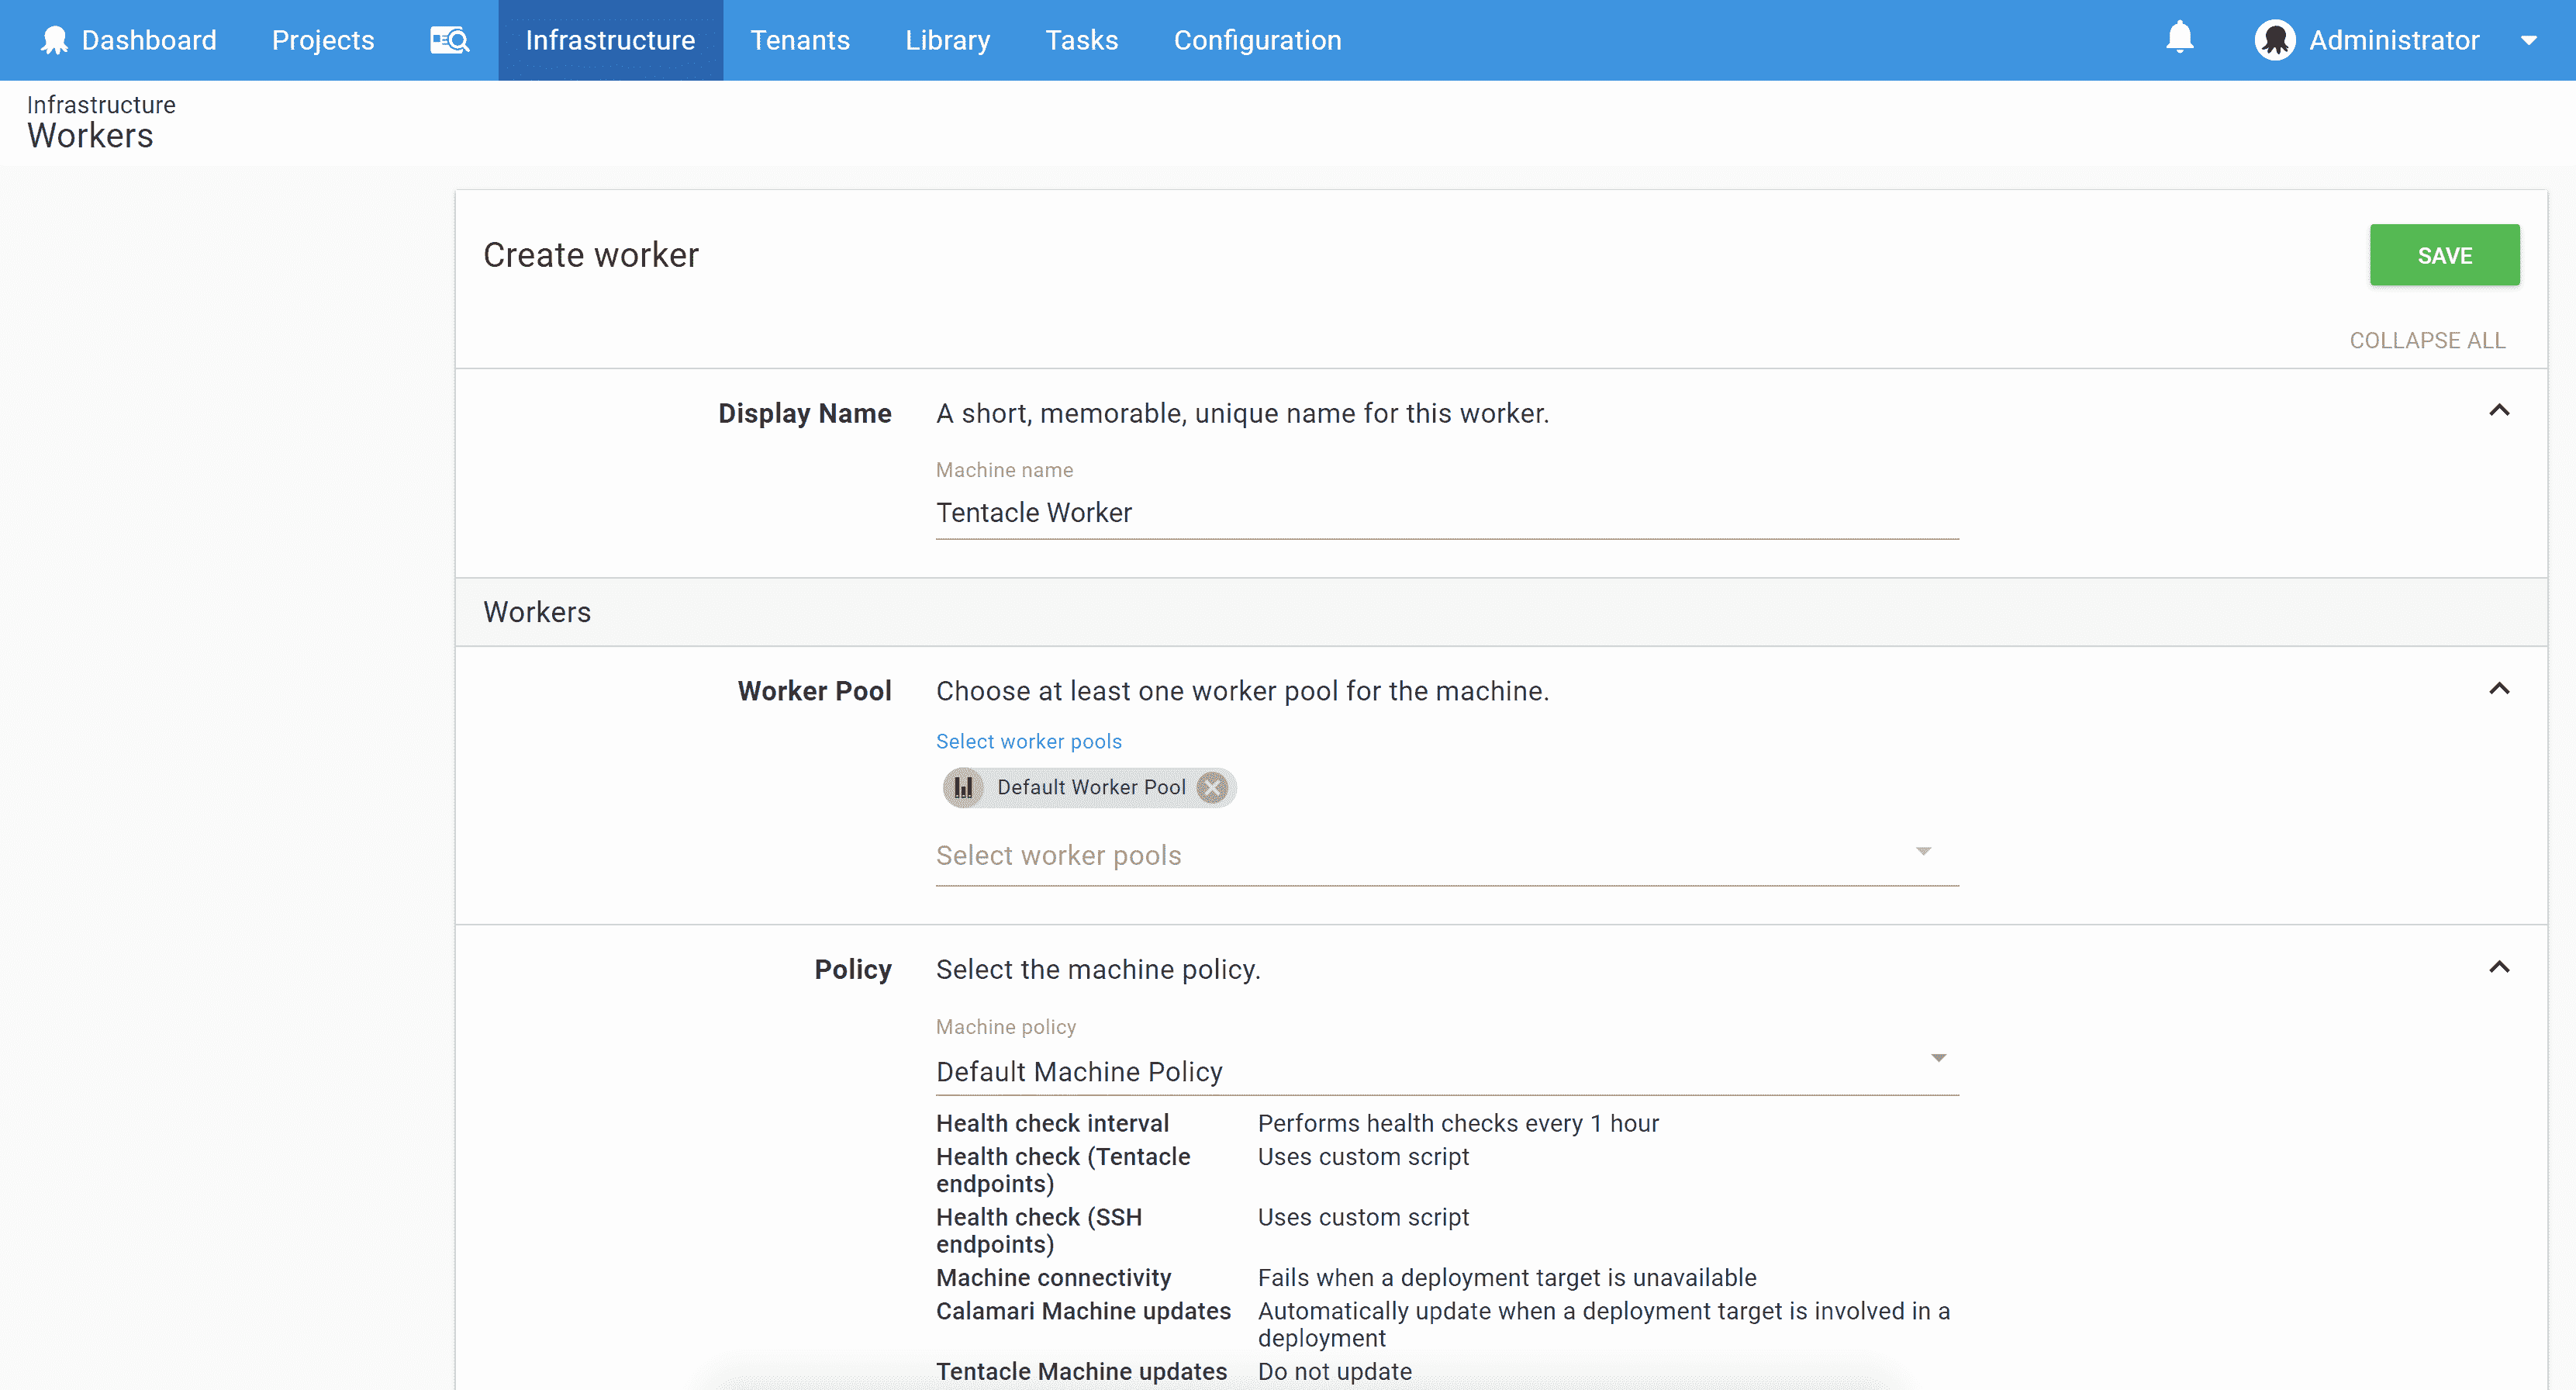 Dashboard Projects Infrastructure Tenants Library Tasks Configuration Administrator
Infrastructure
Workers
Create worker
SAVE
COLLAPSE ALL
Display Name A short, memorable, unique name for this worker.
Machine name
Tentacle Worker
Workers
Worker Pool Choose at least one worker pool for the machine.
Select worker pools
Default Worker Pool
Select worker pools
Policy Select the machine policy.
Machine policy
Default Machine Policy
Health check interval Performs health checks every 1 hour
Health check (Tentacle Uses custom script
endpoints)
Health check (SSH Uses custom script
endpoints)
Machine connectivity Fails when a deployment target is unavailable
Calamari Machine updates Automatically update when a deployment target is involved in a
deployment
Tentacle Machine updates Do not update